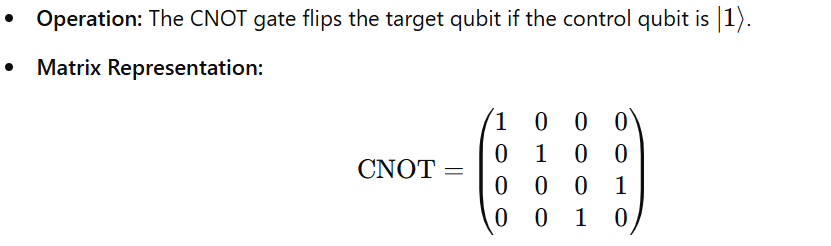 • Operation: The CNOT gate flips the target qubit if the control qubit is |1⟩.
• Matrix Representation:
CNOT =
1 0 0 0
0 1 0 0
0 0 0 1
0 0 1 0